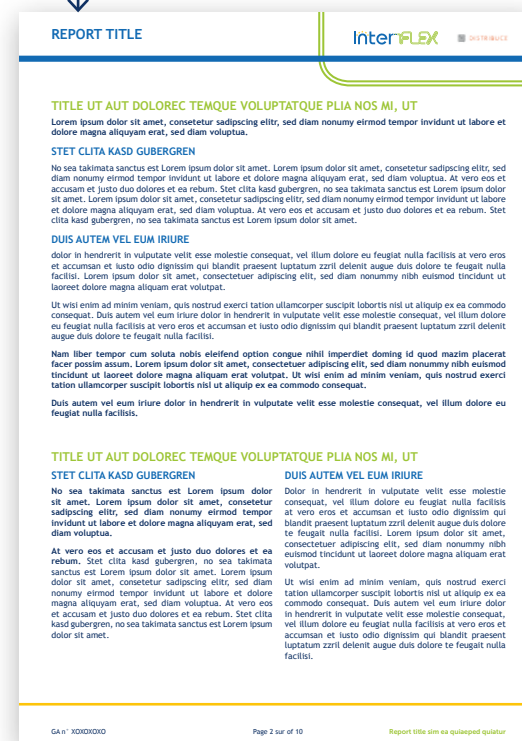 REPORT TITLE
InterFLEX
DISTRIBUCE
TITLE UT AUT DOLOREC TEMQUE VOLUPTATQUE PLIA NOS MI, UT
Lorem ipsum dolor sit amet, consetetur sadipscing elitr, sed diam nonumy eirmod tempor invidunt ut labore et
dolore magna aliquyam erat, sed diam voluptua.
STET CLITA KASD GUBERGREN
No sea takimata sanctus est Lorem ipsum dolor sit amet. Lorem ipsum dolor sit amet, consetetur sadipscing elitr, sed
diam nonumy eirmod tempor invidunt ut labore et dolore magna aliquyam erat, sed diam voluptua. At vero eos et
accusam et justo duo dolores et ea rebum. Stet clita kasd gubergren, no sea takimata sanctus est Lorem ipsum dolor
sit amet. Lorem ipsum dolor sit amet, consetetur sadipscing elitr, sed diam nonumy eirmod tempor invidunt ut labore
et dolore magna aliquyam erat, sed diam voluptua. At vero eos et accusam et justo duo dolores et ea rebum. Stet
clita kasd gubergren, no sea takimata sanctus est Lorem ipsum dolor sit amet.
DUIS AUTEM VEL EUM IRIURE
dolor in hendrerit in vulputate velit esse molestie consequat, vel illum dolore eu feugiat nulla facilisis at vero eros
et accumsan et iusto odio dignissim qui blandit praesent luptatum zzril delenit augue duis dolore te feugait nulla
facilisi. Lorem ipsum dolor sit amet, consectetuer adipiscing elit, sed diam nonummy nibh euismod tincidunt ut
laoreet dolore magna aliquam erat volutpat.
Ut wisi enim ad minim veniam, quis nostrud exerci tation ullamcorper suscipit lobortis nisl ut aliquip ex ea commodo
consequat. Duis autem vel eum iriure dolor in hendrerit in vulputate velit esse molestie consequat, vel illum dolore
eu feugiat nulla facilisis at vero eros et accumsan et iusto odio dignissim qui blandit praesent luptatum zzril delenit
augue duis dolore te feugait nulla facilisi.
Nam liber tempor cum soluta nobis eleifend option congue nihil imperdiet doming id quod mazim placerat
facer possim assum. Lorem ipsum dolor sit amet, consectetuer adipiscing elit, sed diam nonummy nibh euismod
tincidunt ut laoreet dolore magna aliquam erat volutpat. Ut wisi enim ad minim veniam, quis nostrud exerci
tation ullamcorper suscipit lobortis nisl ut aliquip ex ea commodo consequat.
Duis autem vel eum iriure dolor in hendrerit in vulputate velit esse molestie consequat, vel illum dolore eu
feugiat nulla facilisis.
TITLE UT AUT DOLOREC TEMQUE VOLUPTATQUE PLIA NOS MI, UT
STET CLITA KASD GUBERGREN
No sea takimata sanctus est Lorem ipsum dolor
sit amet. Lorem ipsum dolor sit amet, consetetur
sadipscing elitr, sed diam nonumy eirmod tempor
invidunt ut labore et dolore magna aliquyam erat, sed
diam voluptua.
At vero eos et accusam et justo duo dolores et ea
rebum. Stet clita kasd gubergren, no sea takimata
sanctus est Lorem ipsum dolor sit amet. Lorem ipsum
dolor sit amet, consetetur sadipscing elitr, sed diam
nonumy eirmod tempor invidunt ut labore et dolore
magna aliquyam erat, sed diam voluptua. At vero eos
et accusam et justo duo dolores et ea rebum. Stet clita
kasd gubergren, no sea takimata sanctus est Lorem ipsum
dolor sit amet.
DUIS AUTEM VEL EUM IRIURE
Dolor in hendrerit in vulputate velit esse molestie
consequat, vel illum dolore eu feugiat nulla facilisis
at vero eros et accumsan et iusto odio dignissim qui
blandit praesent luptatum zzril delenit augue duis dolore
te feugait nulla facilisi. Lorem ipsum dolor sit amet,
consectetuer adipiscing elit, sed diam nonummy nibh
euismod tincidunt ut laoreet dolore magna aliquam erat
volutpat.
Ut wisi enim ad minim veniam, quis nostrud exerci
tation ullamcorper suscipit lobortis nisl ut aliquip ex ea
commodo consequat. Duis autem vel eum iriure dolor
in hendrerit in vulputate velit esse molestie consequat,
vel illum dolore eu feugiat nulla facilisis at vero eros et
accumsan et iusto odio dignissim qui blandit praesent
luptatum zzril delenit augue duis dolore te feugait nulla
facilisi.
GA n° XOXOXOXO
Page 2 sur of 10
Report title sim ea quiaeped quiatur